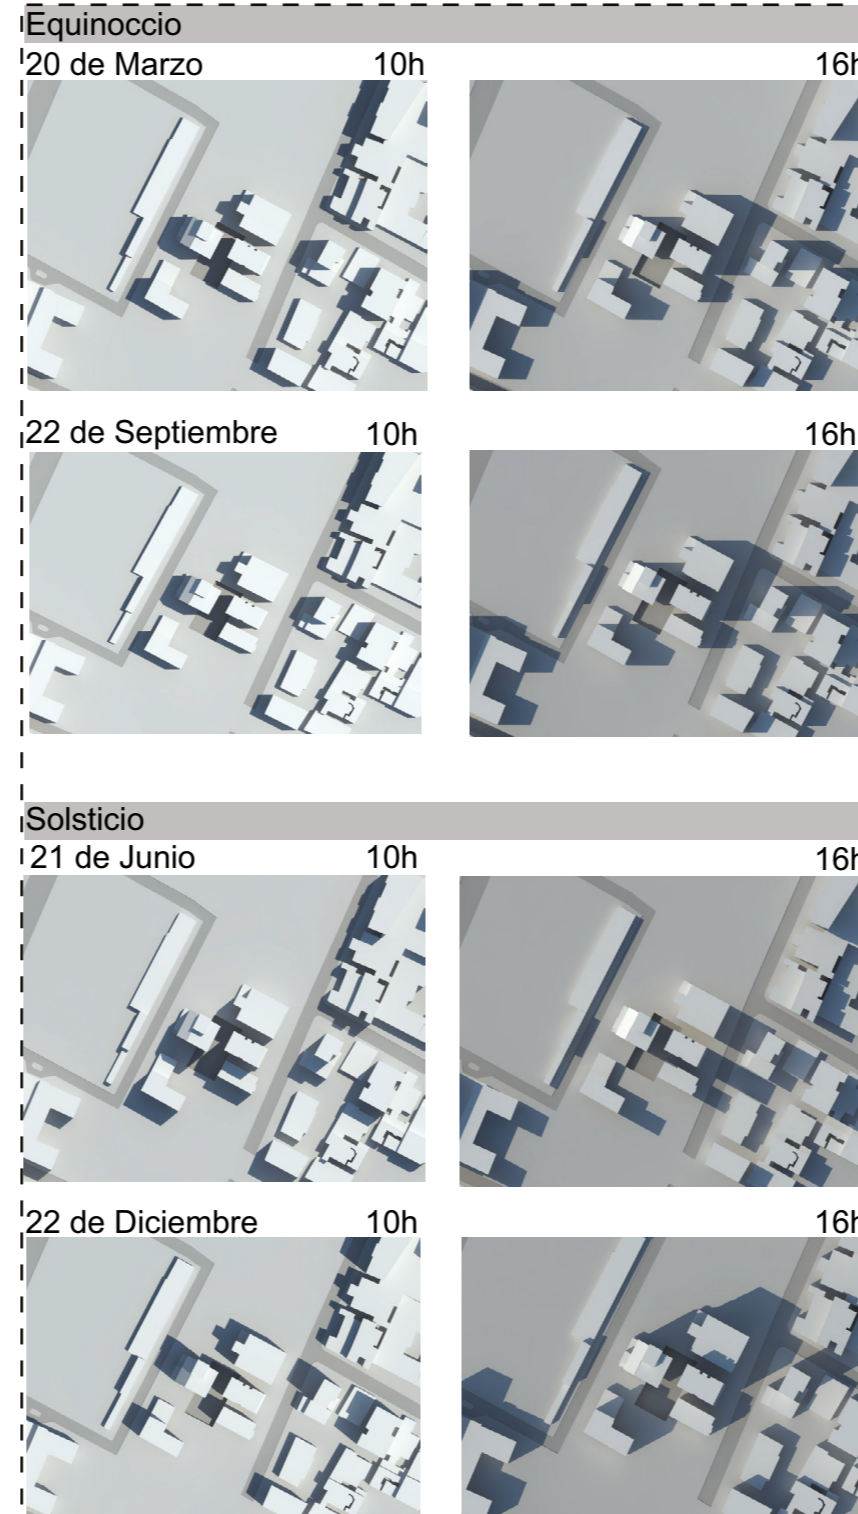 Equinoccio
20 de Marzo 10h 16h
22 de Septiembre 10h 16h
Solsticio
21 de Junio 10h 16h
22 de Diciembre 10h 16h